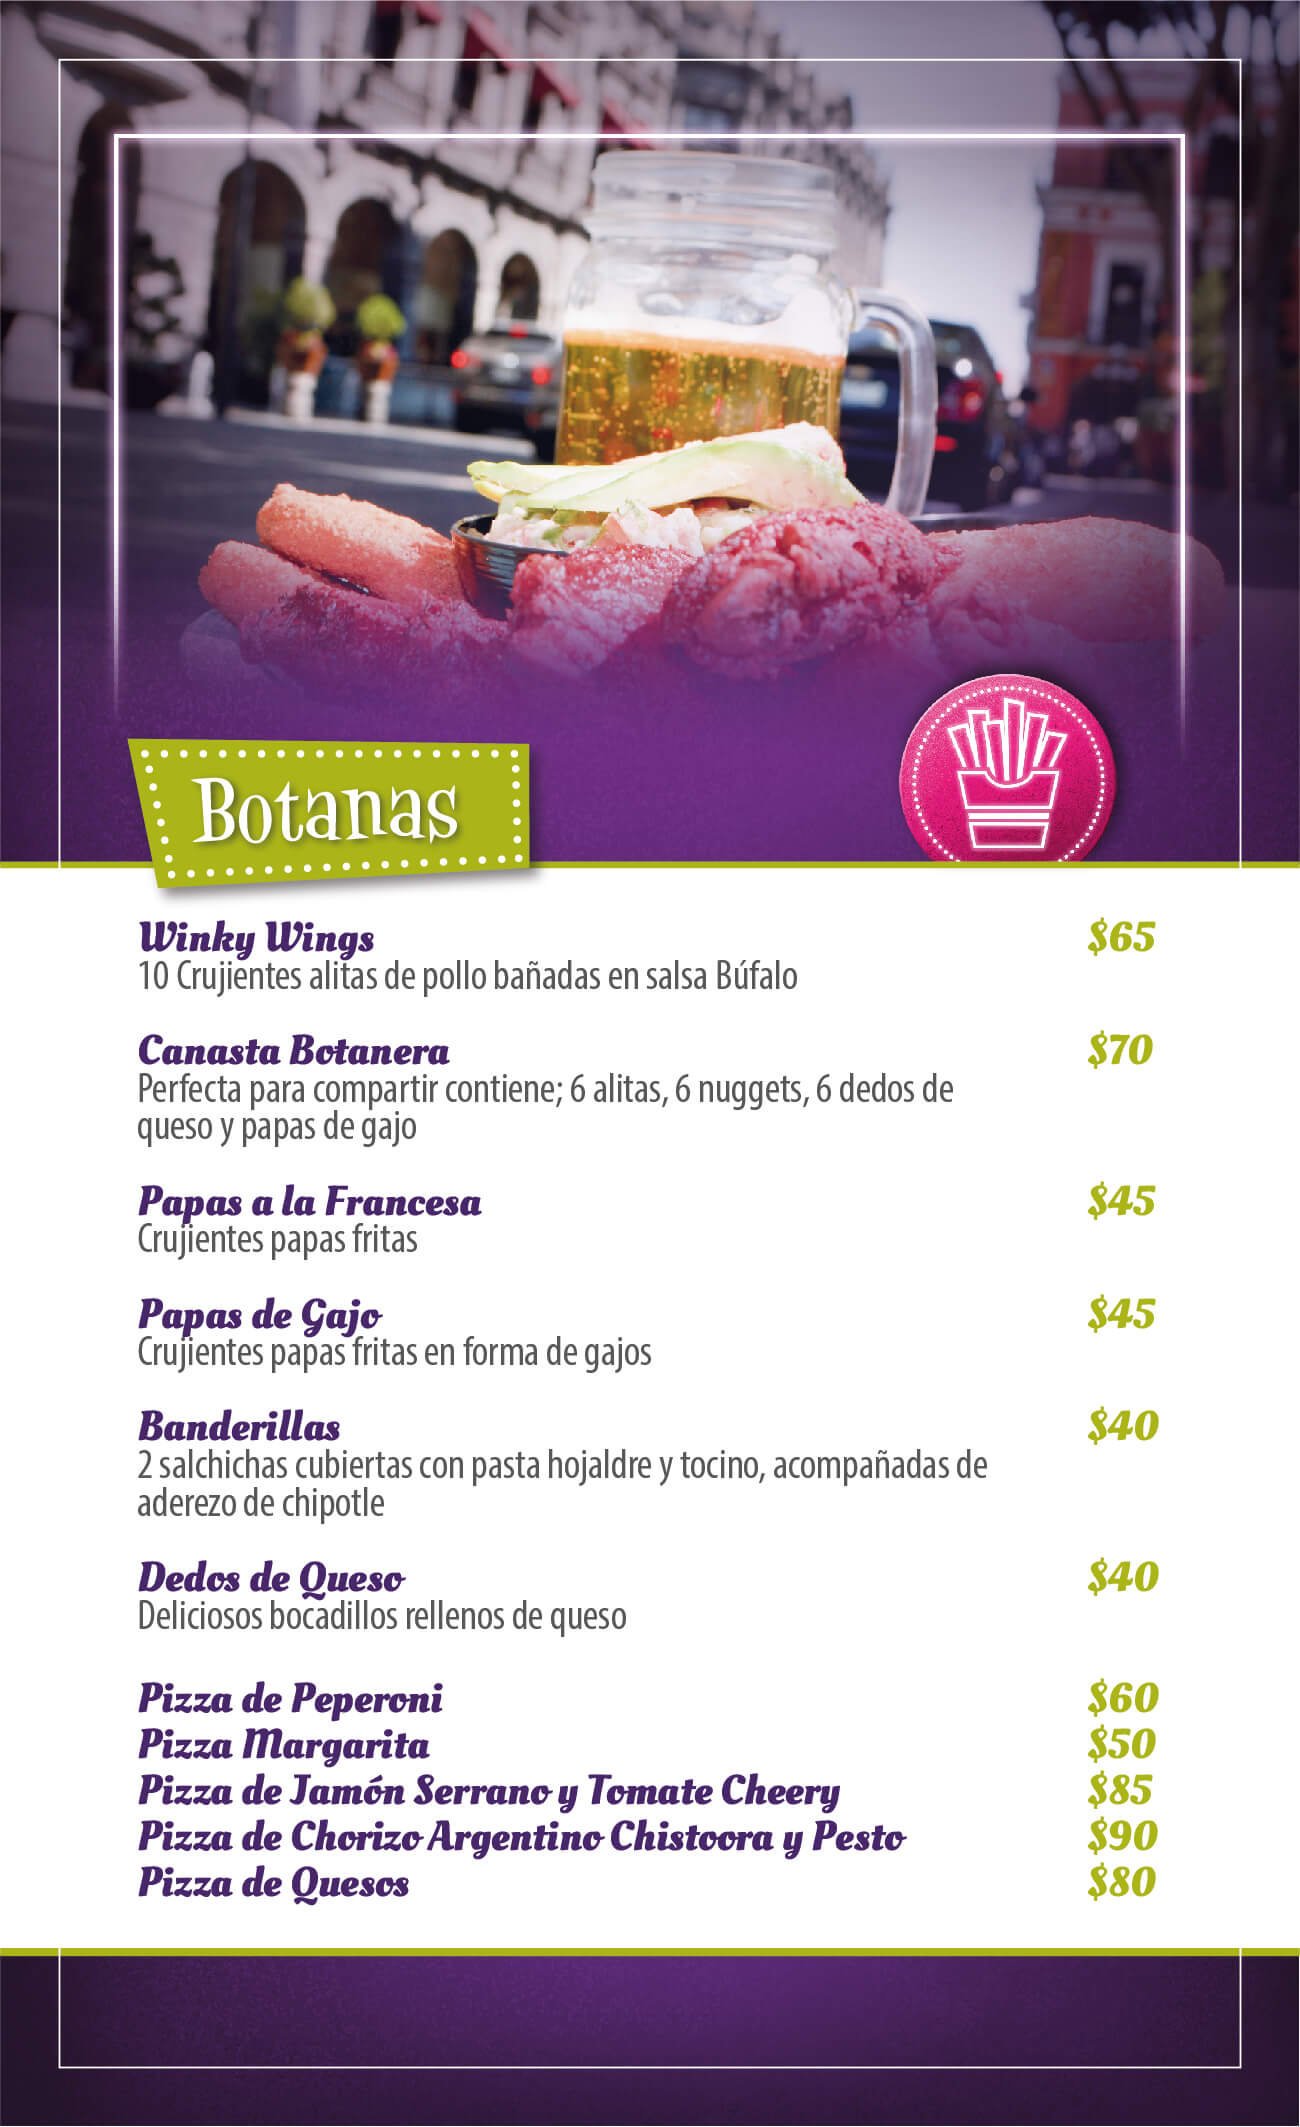 Botanas
Winky Wings $65
10 Crujientes alitas de pollo bañadas en salsa Búfalo
Canasta Botanera $70
Perfecta para compartir contiene; 6 alitas, 6 nuggets, 6 dedos de
queso y papas de gajo
Papas a la Francesa $45
Crujientes papas fritas
Papas de Gajo $45
Crujientes papas fritas en forma de gajos
Banderillas $40
2 salchichas cubiertas con pasta hojaldre y tocino, acompañadas de
aderezo de chipotle
Dedos de Queso $40
Deliciosos bocadillos rellenos de queso
Pizza de Peperoni $60
Pizza Margarita $50
Pizza de Jamón Serrano y Tomate Cheery $85
Pizza de Chorizo Argentino Chistoora y Pesto $90
Pizza de Quesos $80